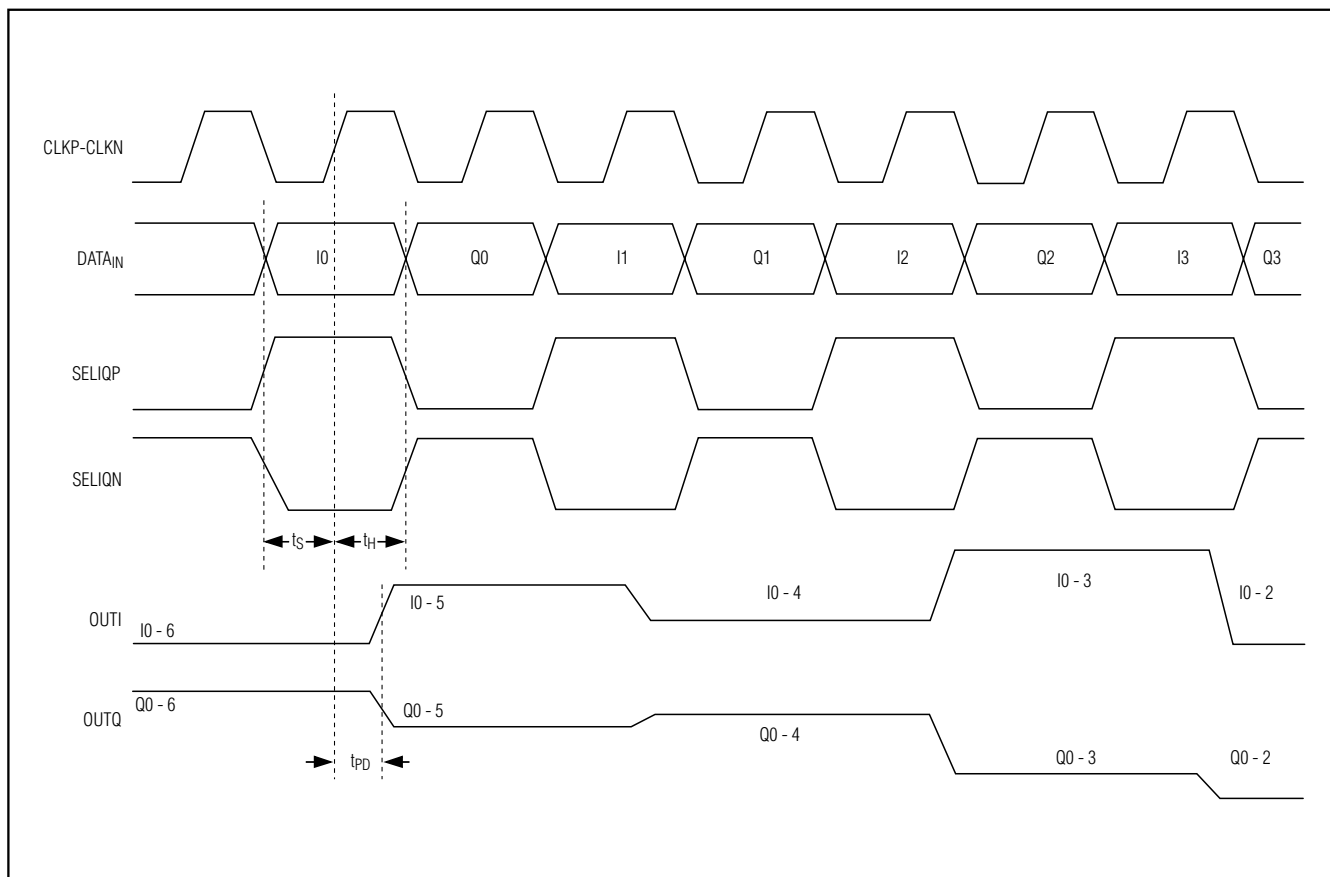 CLKP-CLKN
DATAIN
I0 Q0 I1 Q1 I2 Q2 I3 Q3
SELIQP
SELIQN
tS tH
OUTI
I0 - 6 I0 - 5 I0 - 4 I0 - 3 I0 - 2
OUTQ
Q0 - 6 Q0 - 5 Q0 - 4 Q0 - 3 Q0 - 2
tPD